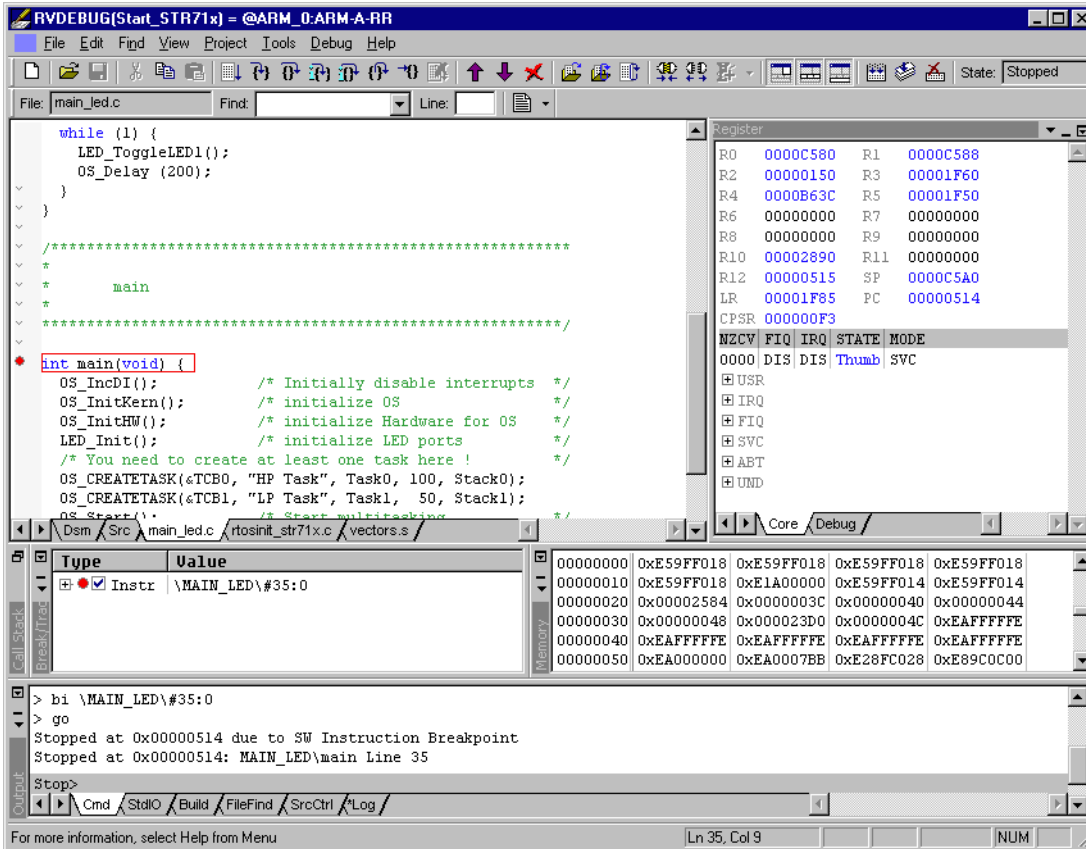 RVDEBUG(Start_STR71x) = @ARM_0:ARM-A-RR
File Edit Find View Project Tools Debug Help
State: Stopped
File: main_led.c Find: Line:
while (1) {
LED_ToggleLED1();
OS_Delay (200);
}
}
/**********************************************************
*
* main
*
**********************************************************/
int main(void) {
OS_IncDI(); /* Initially disable interrupts */
OS_InitKern(); /* initialize OS */
OS_InitHW(); /* initialize Hardware for OS */
LED_Init(); /* initialize LED ports */
/* You need to create at least one task here ! */
OS_CREATETASK(&TCB0, "HP Task", Task0, 100, Stack0);
OS_CREATETASK(&TCB1, "LP Task", Task1, 50, Stack1);
OS_Start(); /* Start multitasking */
Dsm Src main_led.c rtosinit_str71x.c vectors.s
Register
R0 0000C580 R1 0000C588
R2 00000150 R3 00001F60
R4 0000B63C R5 00001F50
R6 00000000 R7 00000000
R8 00000000 R9 00000000
R10 00002890 R11 00000000
R12 00000515 SP 0000C5A0
LR 00001F85 PC 00000514
CPSR 000000F3
NZCV FIQ IRQ STATE MODE
0000 DIS DIS Thumb SVC
USR
IRQ
FIQ
SVC
ABT
UND
Core Debug
Call Stack
Break/Trac
Type Value
Instr \MAIN_LED\#35:0
Memory
00000000 0xE59FF018 0xE59FF018 0xE59FF018 0xE59FF018
00000010 0xE59FF018 0xE1A00000 0xE59FF014 0xE59FF014
00000020 0x00002584 0x0000003C 0x00000040 0x00000044
00000030 0x00000048 0x000023D0 0x0000004C 0xEAFFFFFE
00000040 0xEAFFFFFE 0xEAFFFFFE 0xEAFFFFFE 0xEAFFFFFE
00000050 0xEA000000 0xEA0007BB 0xE28FC028 0xE89C0C00
Output
> bi \MAIN_LED\#35:0
> go
Stopped at 0x00000514 due to SW Instruction Breakpoint
Stopped at 0x00000514: MAIN_LED\main Line 35
Stop>
Cmd StdIO Build FileFind SrcCtrl *Log
For more information, select Help from Menu
Ln 35, Col 9
NUM